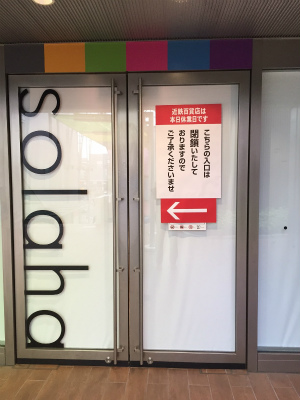 solaha
近鉄百貨店は
本日休業日です
こちらの入口は
閉鎖いたして
おりますので
ご了承くださいませ